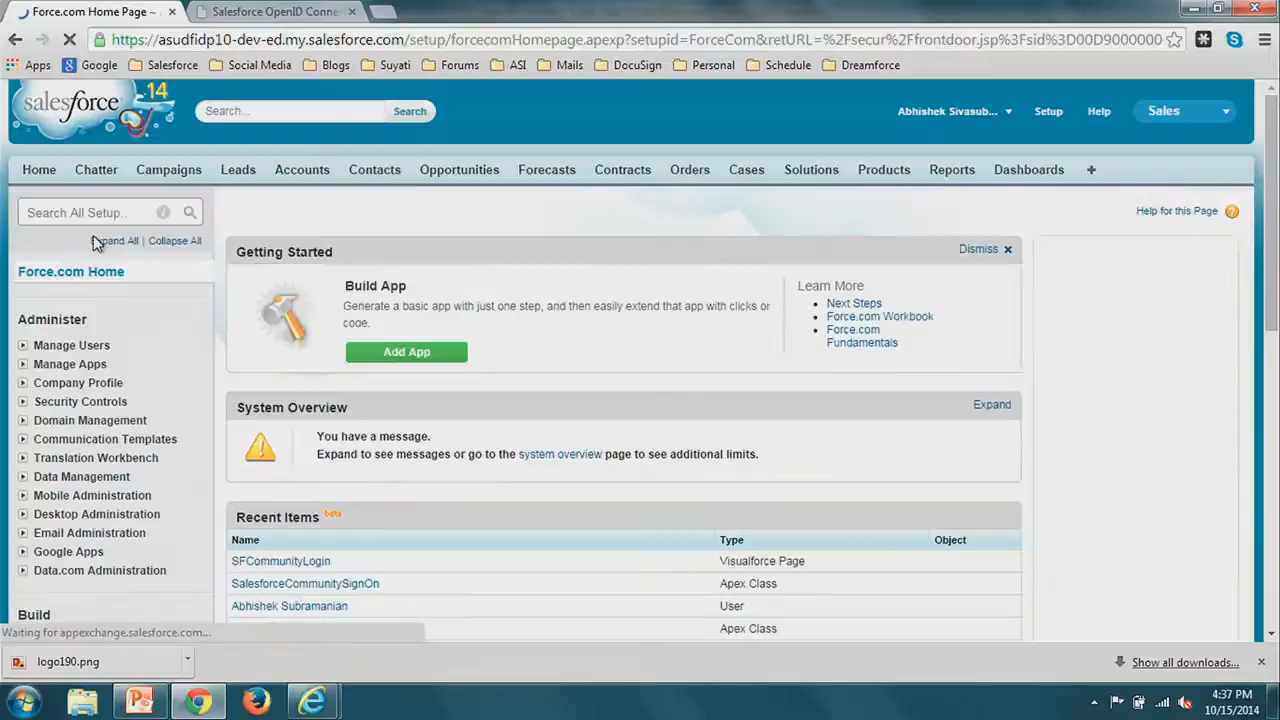 Force.com Home Page ~
Salesforce OpenID Conne
https://asudfidp10-dev-ed.my.salesforce.com/setup/forcecomHomepage.apexp?setupid=ForceCom&retURL=%2Fsecur%2Ffrontdoor.jsp%3Fsid%3D00D9000000
Apps Google Salesforce Social Media Blogs Suyati Forums ASI Mails DocuSign Personal Schedule Dreamforce
salesforce '14
Search...
Search
Abhishek Sivasub...
Setup
Help
Sales
Home Chatter Campaigns Leads Accounts Contacts Opportunities Forecasts Contracts Orders Cases Solutions Products Reports Dashboards +
Search All Setup..
Expand All | Collapse All
Force.com Home
Administer
Manage Users
Manage Apps
Company Profile
Security Controls
Domain Management
Communication Templates
Translation Workbench
Data Management
Mobile Administration
Desktop Administration
Email Administration
Google Apps
Data.com Administration
Build
Help for this Page
Getting Started
Dismiss
Build App
Generate a basic app with just one step, and then easily extend that app with clicks or
code.
Add App
Learn More
Next Steps
Force.com Workbook
Force.com
Fundamentals
System Overview
Expand
You have a message.
Expand to see messages or go to the system overview page to see additional limits.
Recent Items beta
Name Type Object
SFCommunityLogin Visualforce Page
SalesforceCommunitySignOn Apex Class
Abhishek Subramanian User
Apex Class
Waiting for appexchange.salesforce.com...
logo190.png
Show all downloads...
4:37 PM
10/15/2014